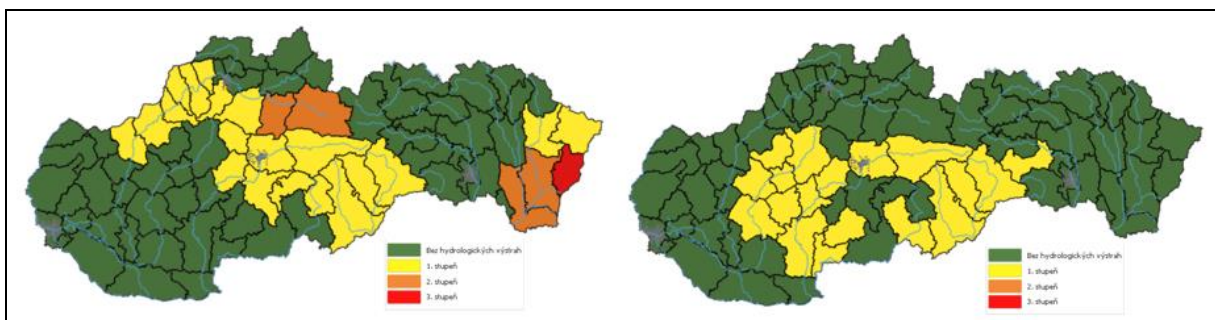 Bez hydrologických výstrah
1. stupeň
2. stupeň
3. stupeň
Bez hydrologických výstrah
1. stupeň
2. stupeň
3. stupeň